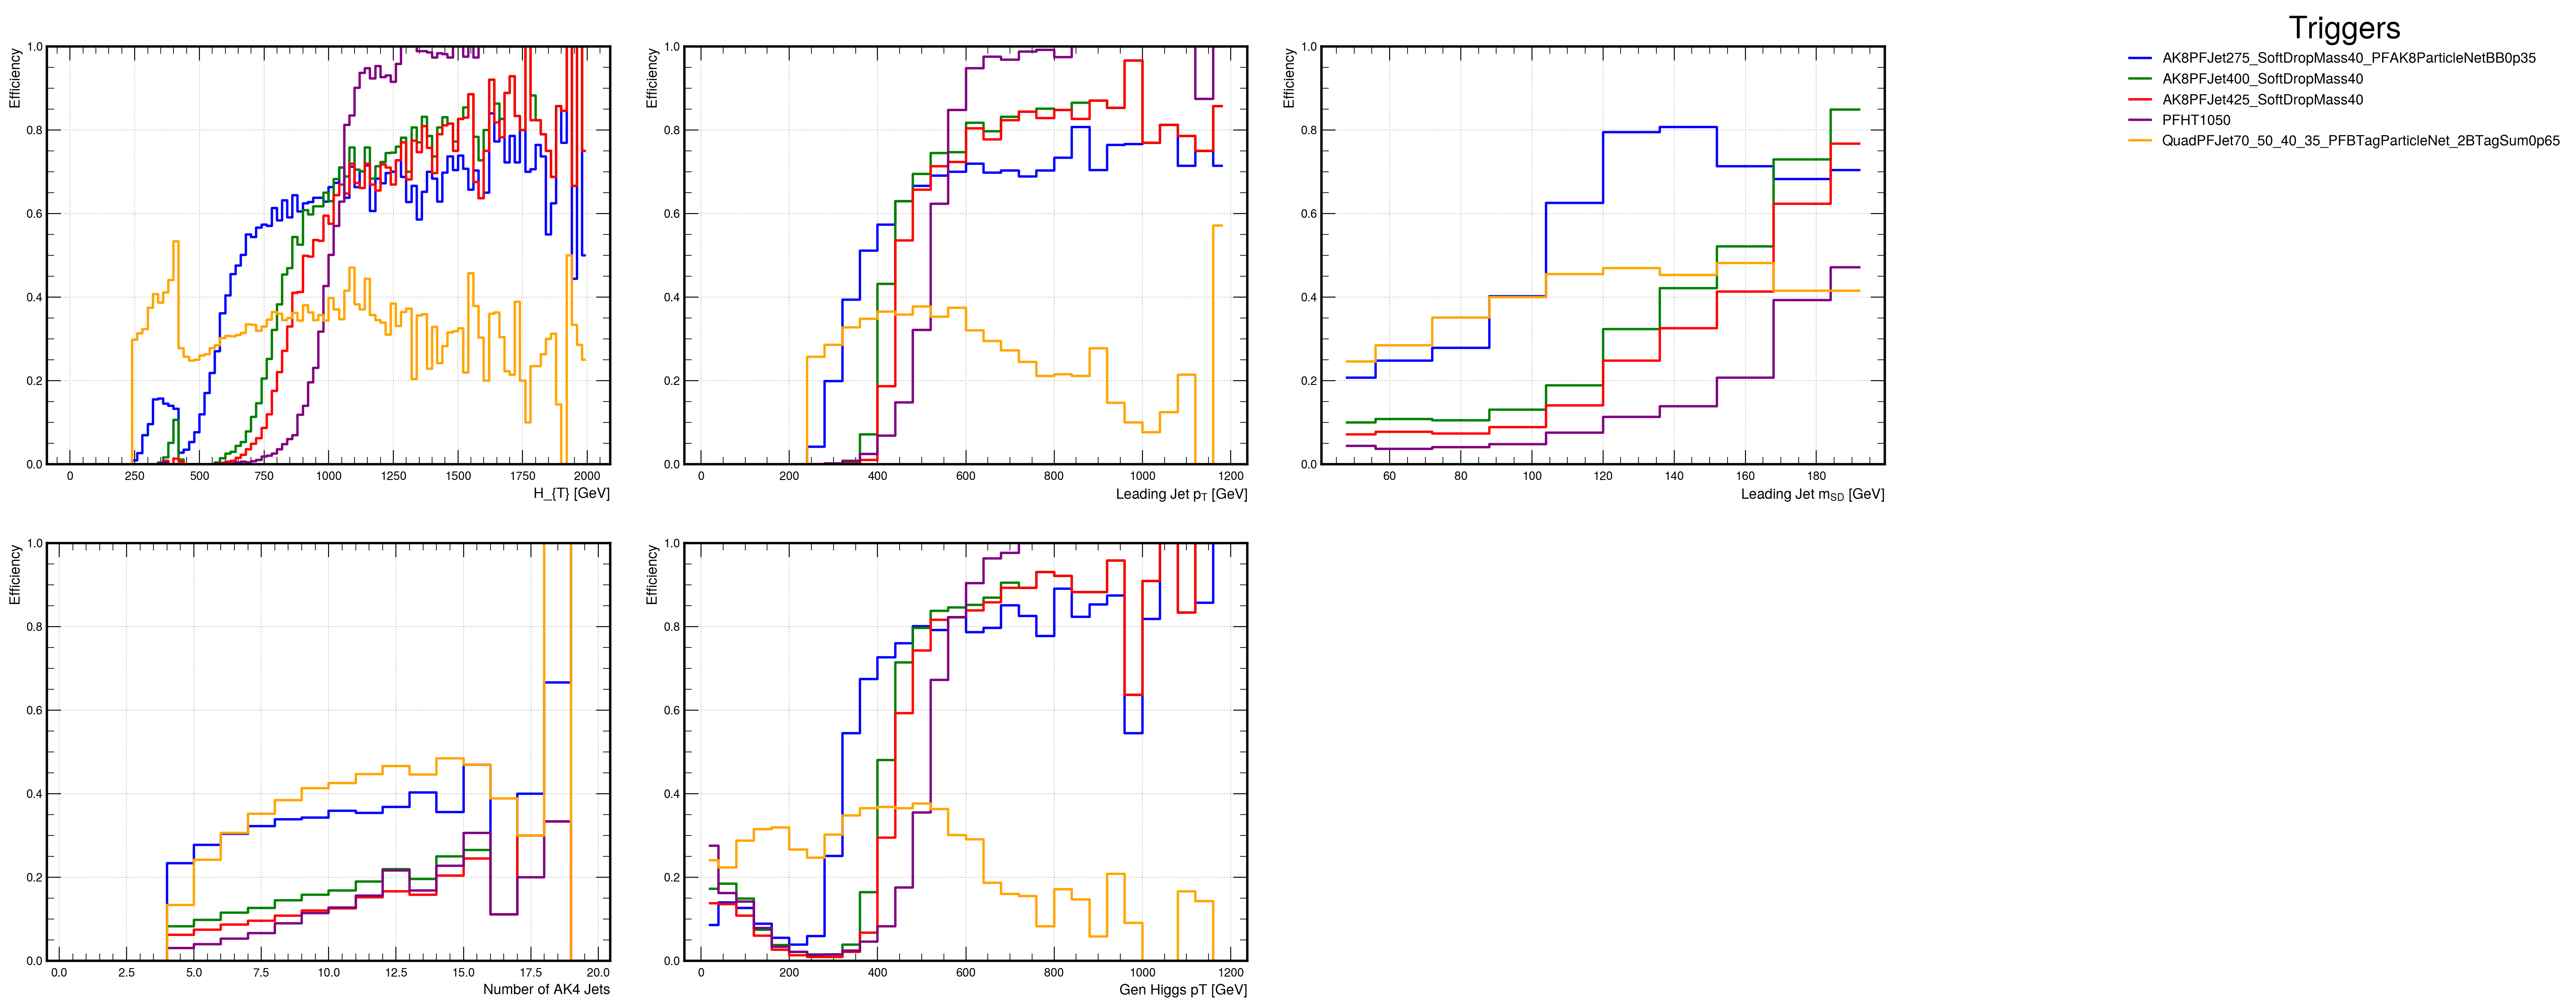 Triggers
AK8PFJet275_SoftDropMass40_PFAK8ParticleNetBB0p35
AK8PFJet400_SoftDropMass40
AK8PFJet425_SoftDropMass40
PFHT1050
QuadPFJet70_50_40_35_PFBTagParticleNet_2BTagSum0p65
Efficiency
1.0
0.8
0.6
0.4
0.2
0.0
0 250 500 750 1000 1250 1500 1750 2000
H_{T} [GeV]
Efficiency
1.0
0.8
0.6
0.4
0.2
0.0
0 200 400 600 800 1000 1200
Leading Jet pT [GeV]
Efficiency
1.0
0.8
0.6
0.4
0.2
0.0
60 80 100 120 140 160 180
Leading Jet mSD [GeV]
Efficiency
1.0
0.8
0.6
0.4
0.2
0.0
0.0 2.5 5.0 7.5 10.0 12.5 15.0 17.5 20.0
Number of AK4 Jets
Efficiency
1.0
0.8
0.6
0.4
0.2
0.0
0 200 400 600 800 1000 1200
Gen Higgs pT [GeV]